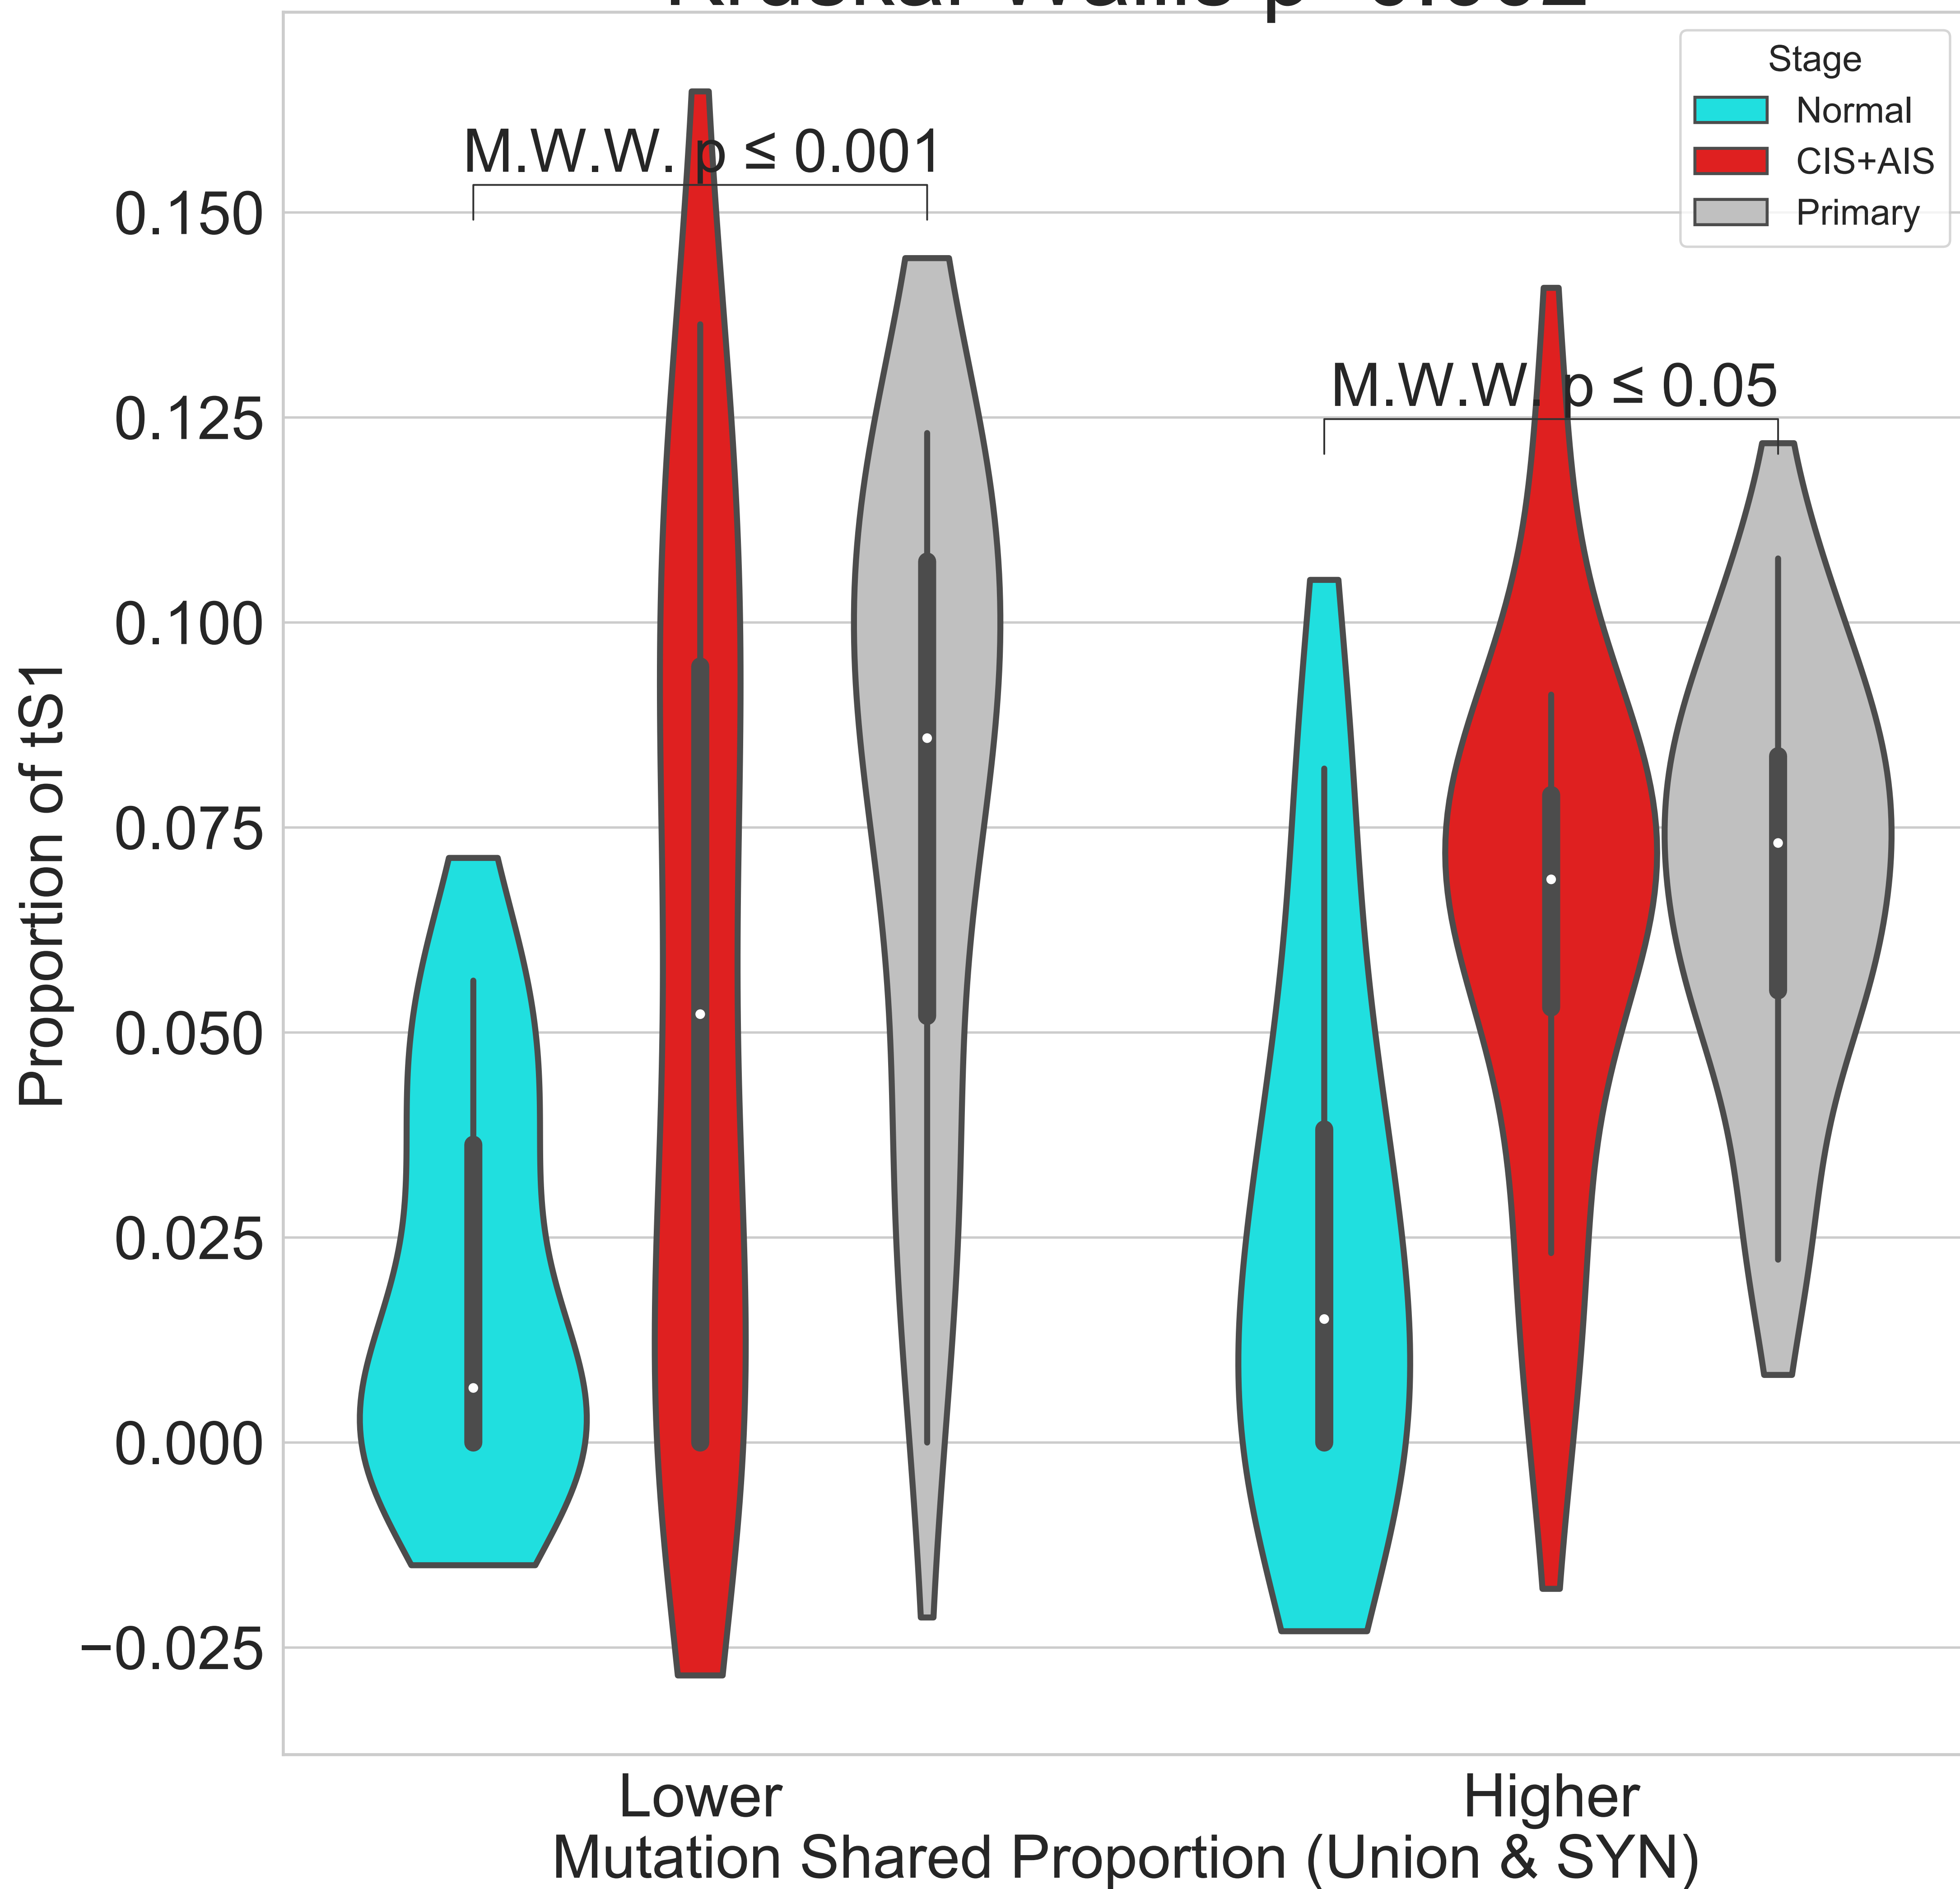 Stage
Normal
CIS+AIS
Primary
M.W.W. p ≤ 0.001
M.W.W. p ≤ 0.05
0.150
0.125
0.100
0.075
0.050
0.025
0.000
−0.025
Proportion of tS1
Lower
Higher
Mutation Shared Proportion (Union & SYN)